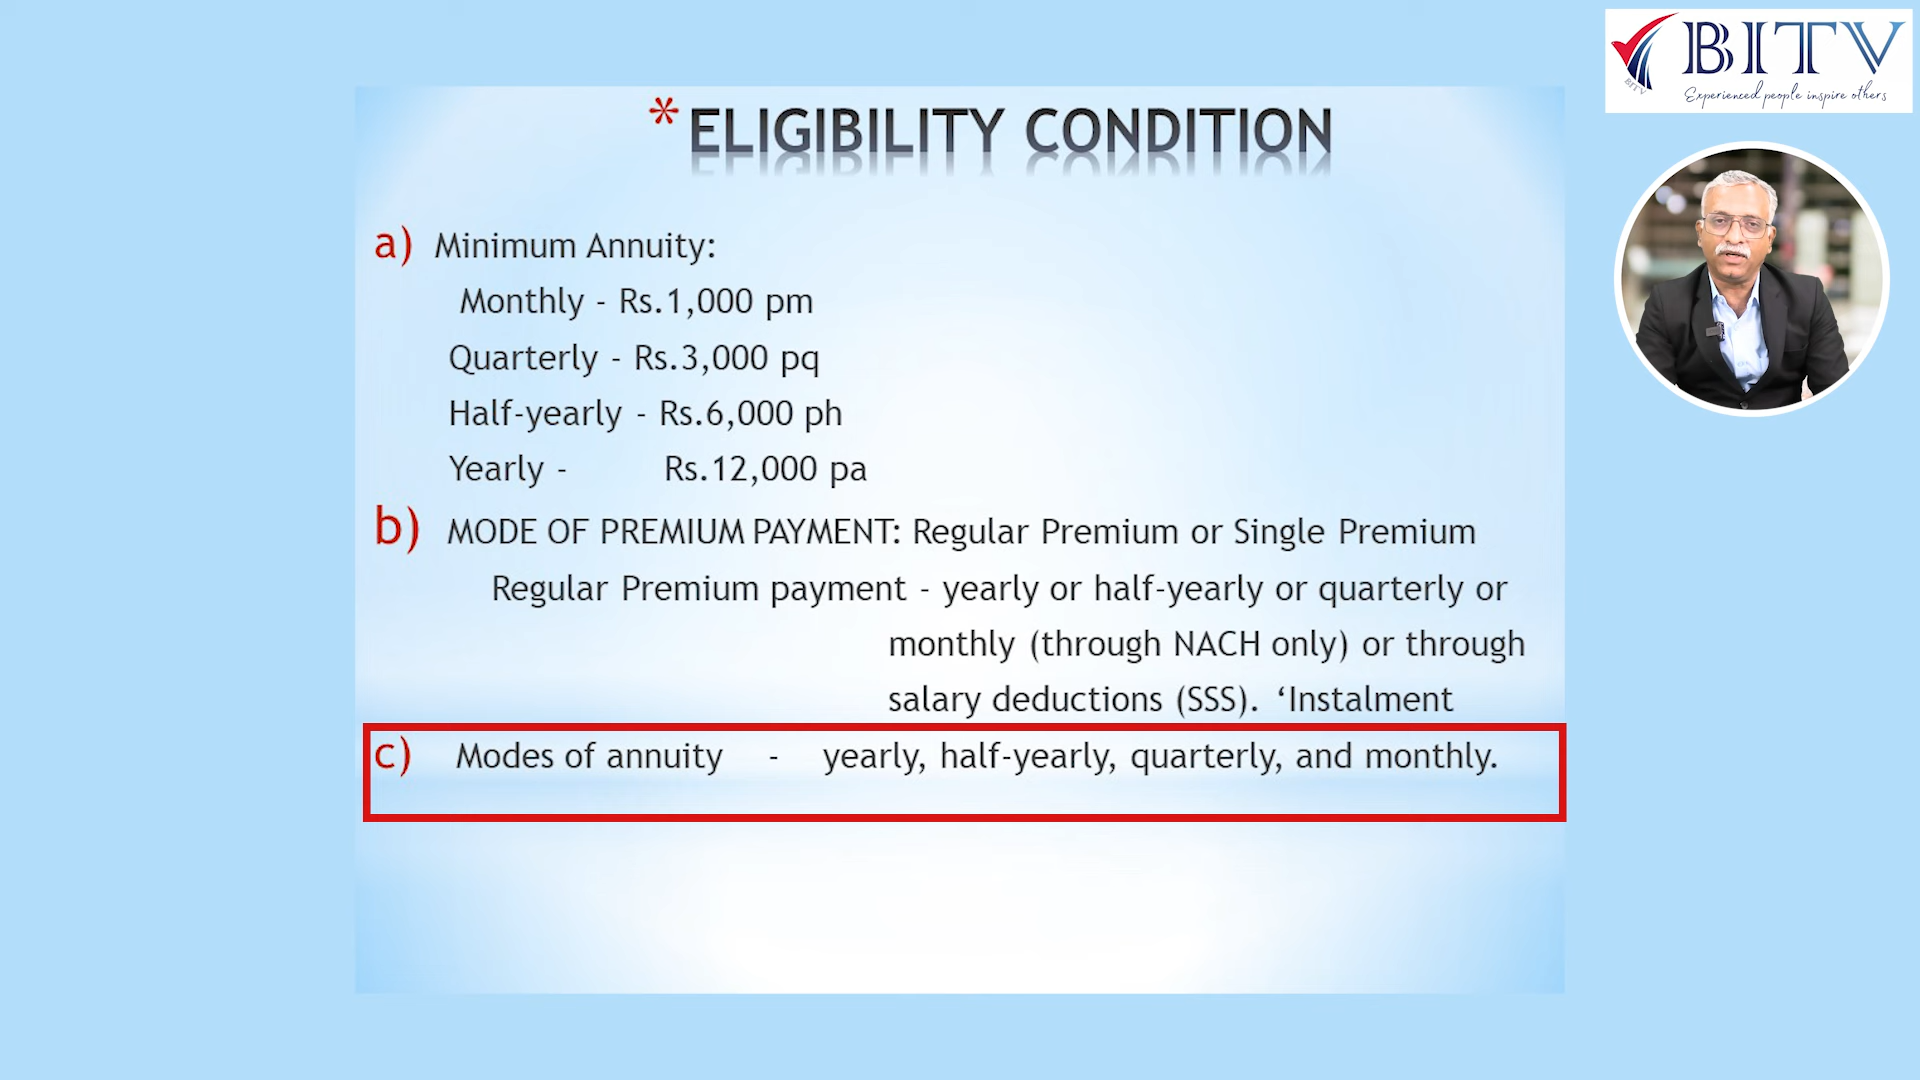 BITV
Experienced people inspire others
BITV
* ELIGIBILITY CONDITION
a) Minimum Annuity:
Monthly - Rs.1,000 pm
Quarterly - Rs.3,000 pq
Half-yearly - Rs.6,000 ph
Yearly - Rs.12,000 pa
b) MODE OF PREMIUM PAYMENT: Regular Premium or Single Premium
Regular Premium payment - yearly or half-yearly or quarterly or
monthly (through NACH only) or through
salary deductions (SSS). ‘Instalment
c) Modes of annuity - yearly, half-yearly, quarterly, and monthly.